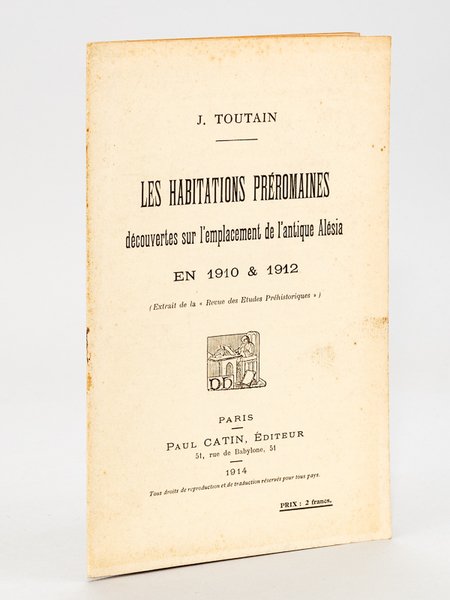 J. TOUTAIN
LES HABITATIONS PRÉROMAINES
découvertes sur l'emplacement de l'antique Alésia
EN 1910 & 1912
(Extrait de la « Revue des Etudes Préhistoriques »)
PARIS
PAUL CATIN, ÉDITEUR
51, rue de Babylone, 51
1914
Tous droits de reproduction et de traduction réservés pour tous pays.
PRIX : 2 francs.